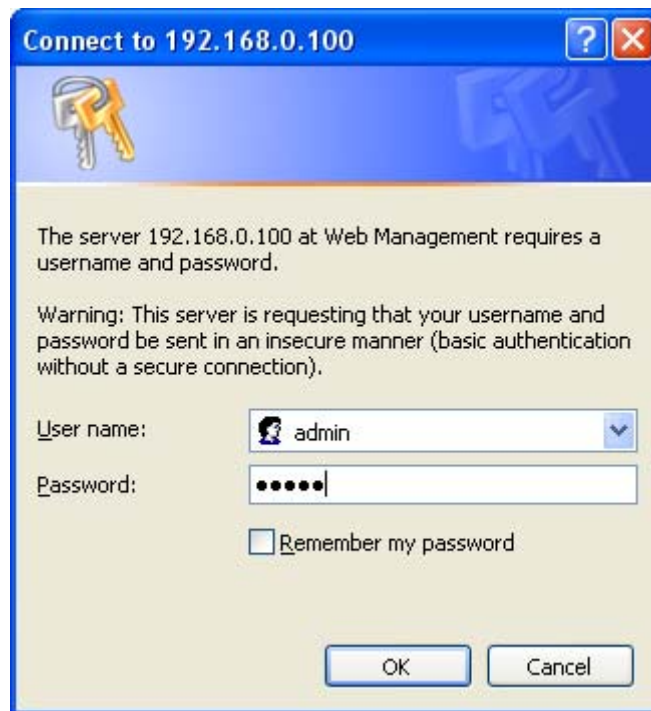 Connect to 192.168.0.100
The server 192.168.0.100 at Web Management requires a
username and password.
Warning: This server is requesting that your username and
password be sent in an insecure manner (basic authentication
without a secure connection).
User name:
admin
Password:
•••••
Remember my password
OK
Cancel